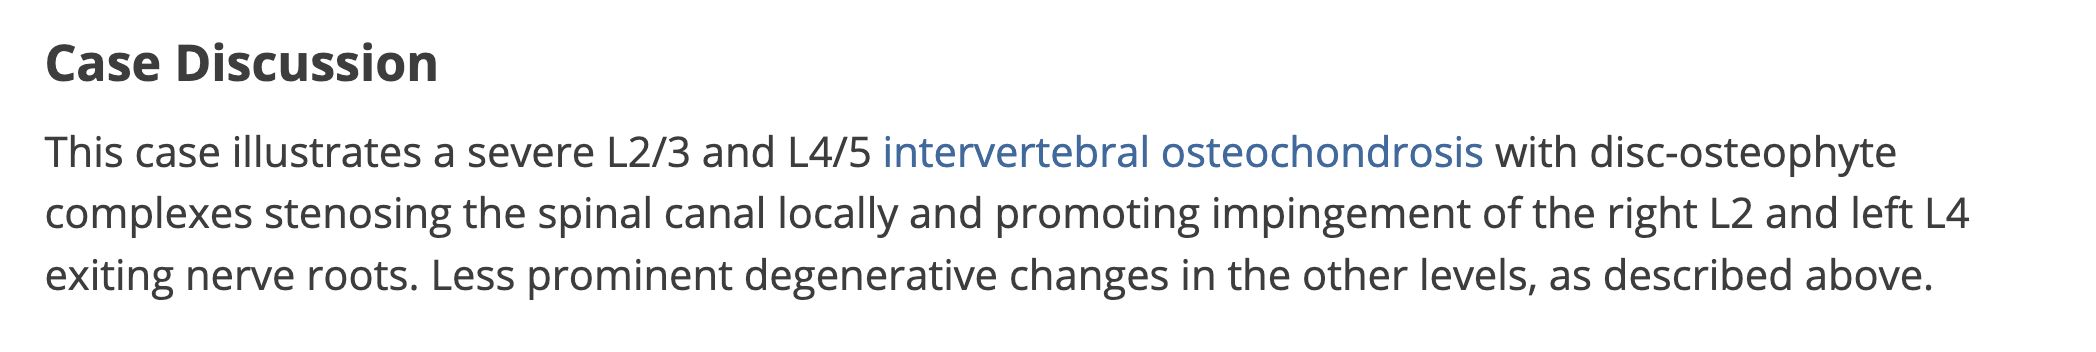 Case Discussion
This case illustrates a severe L2/3 and L4/5 intervertebral osteochondrosis with disc-osteophyte
complexes stenosing the spinal canal locally and promoting impingement of the right L2 and left L4
exiting nerve roots. Less prominent degenerative changes in the other levels, as described above.